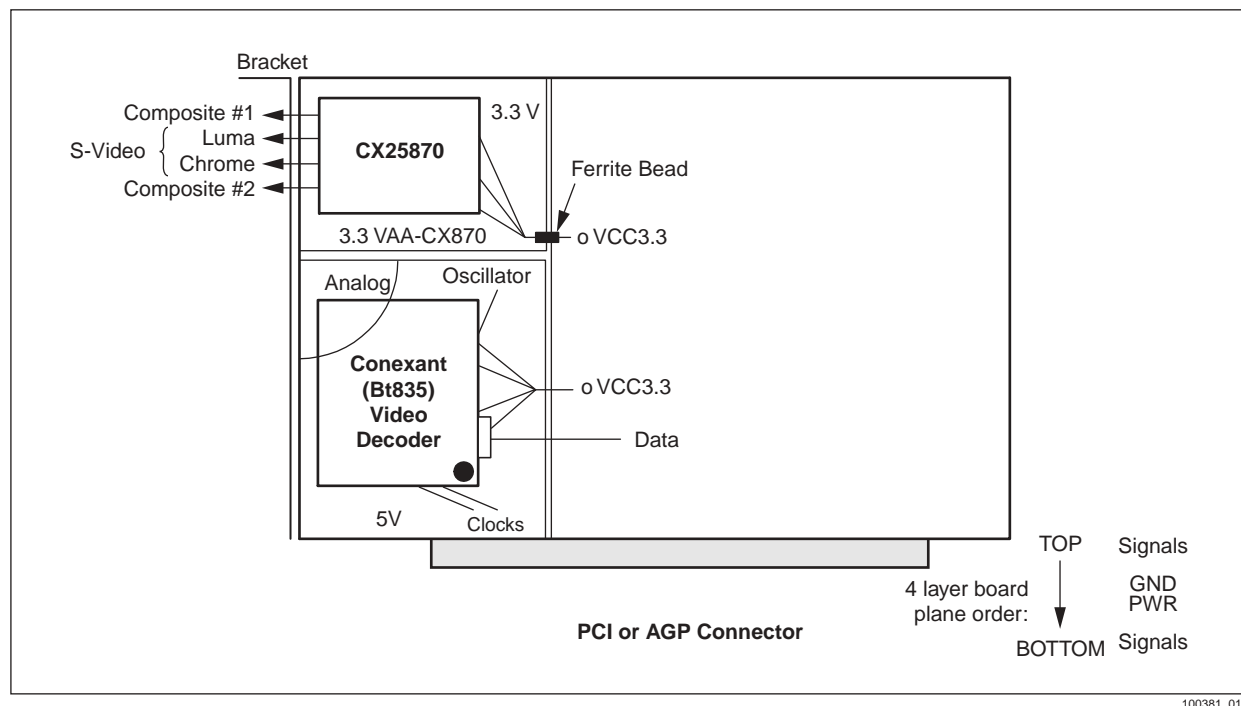 Bracket
Composite #1
S-Video
Luma
Chrome
Composite #2
CX25870
3.3 V
Ferrite Bead
3.3 VAA-CX870
o VCC3.3
Analog
Oscillator
Conexant
(Bt835)
Video
Decoder
o VCC3.3
Data
5V
Clocks
PCI or AGP Connector
4 layer board
plane order:
TOP
BOTTOM
Signals
GND
PWR
Signals
100381_01